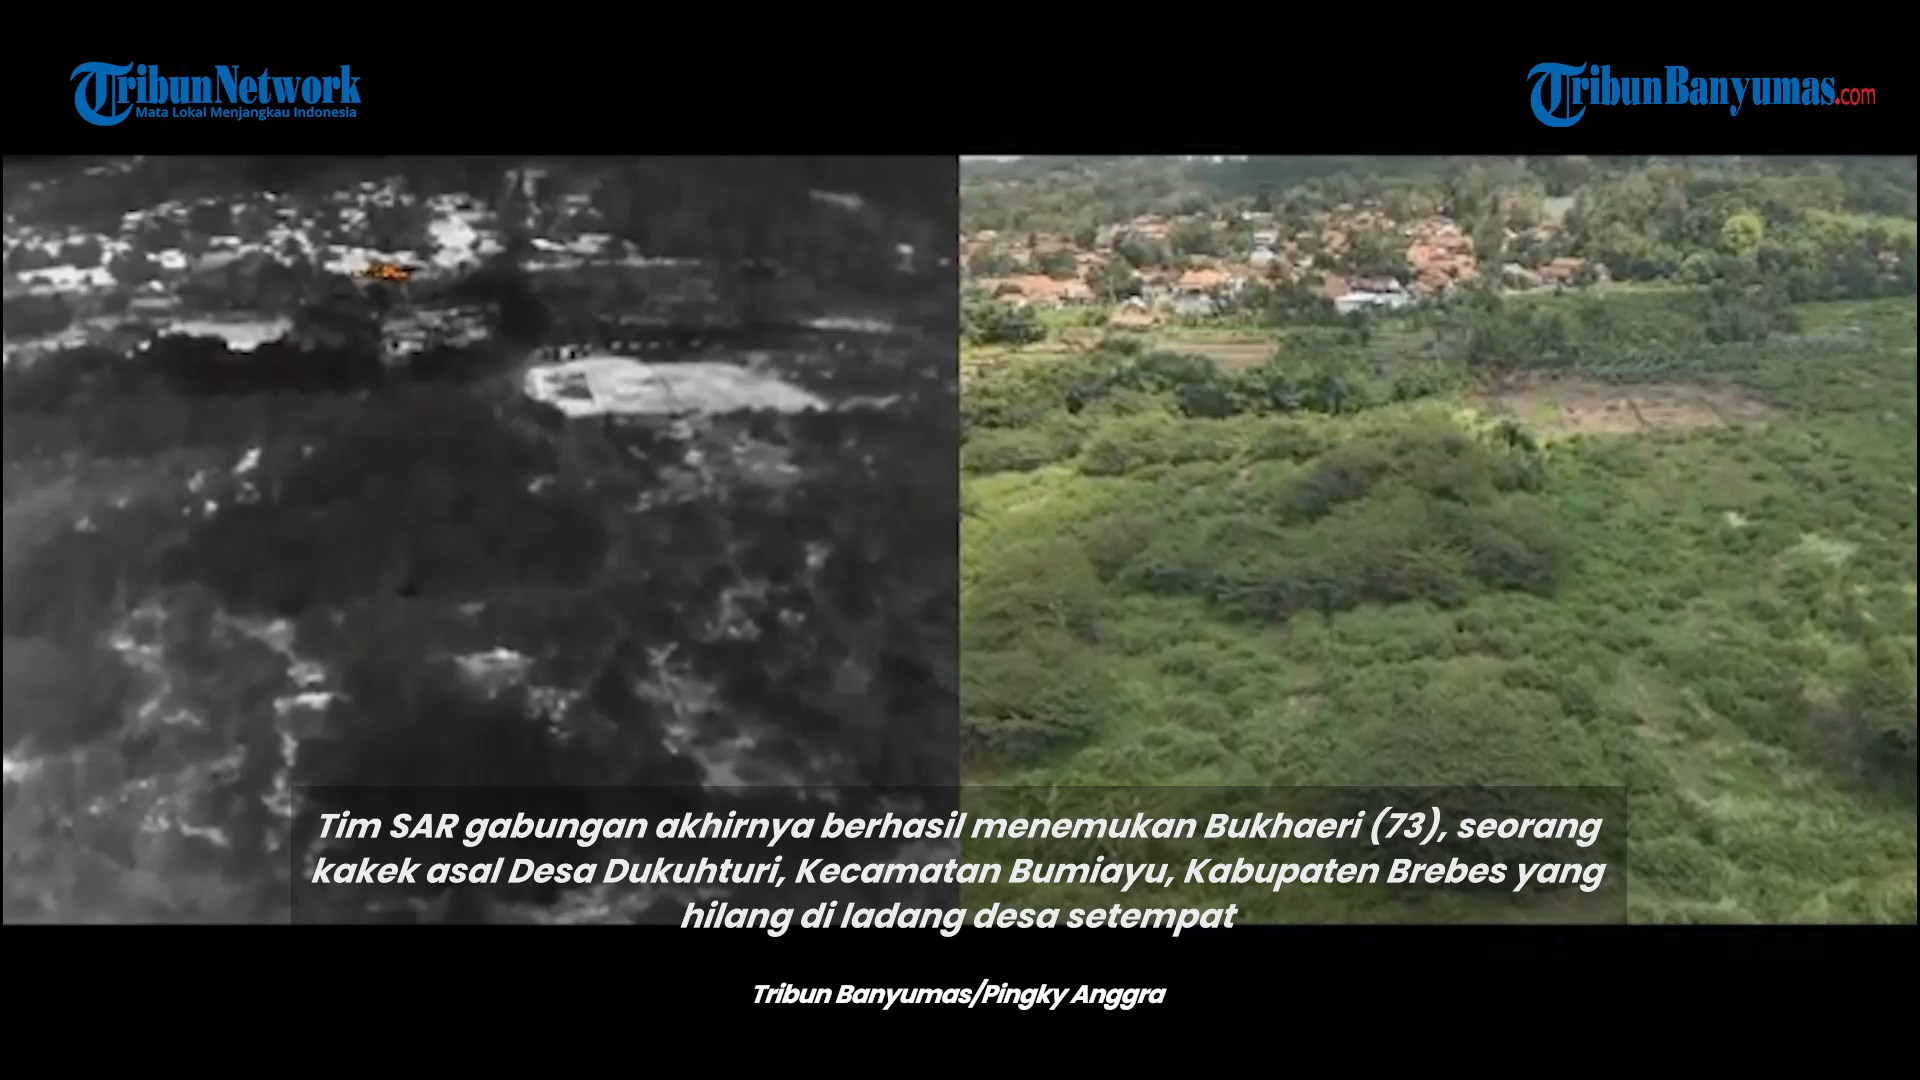 TribunNetwork
Mata Lokal Menjangkau Indonesia
TribunBanyumas.com
Tim SAR gabungan akhirnya berhasil menemukan Bukhaeri (73), seorang
kakek asal Desa Dukuhturi, Kecamatan Bumiayu, Kabupaten Brebes yang
hilang di ladang desa setempat
Tribun Banyumas/Pingky Anggra